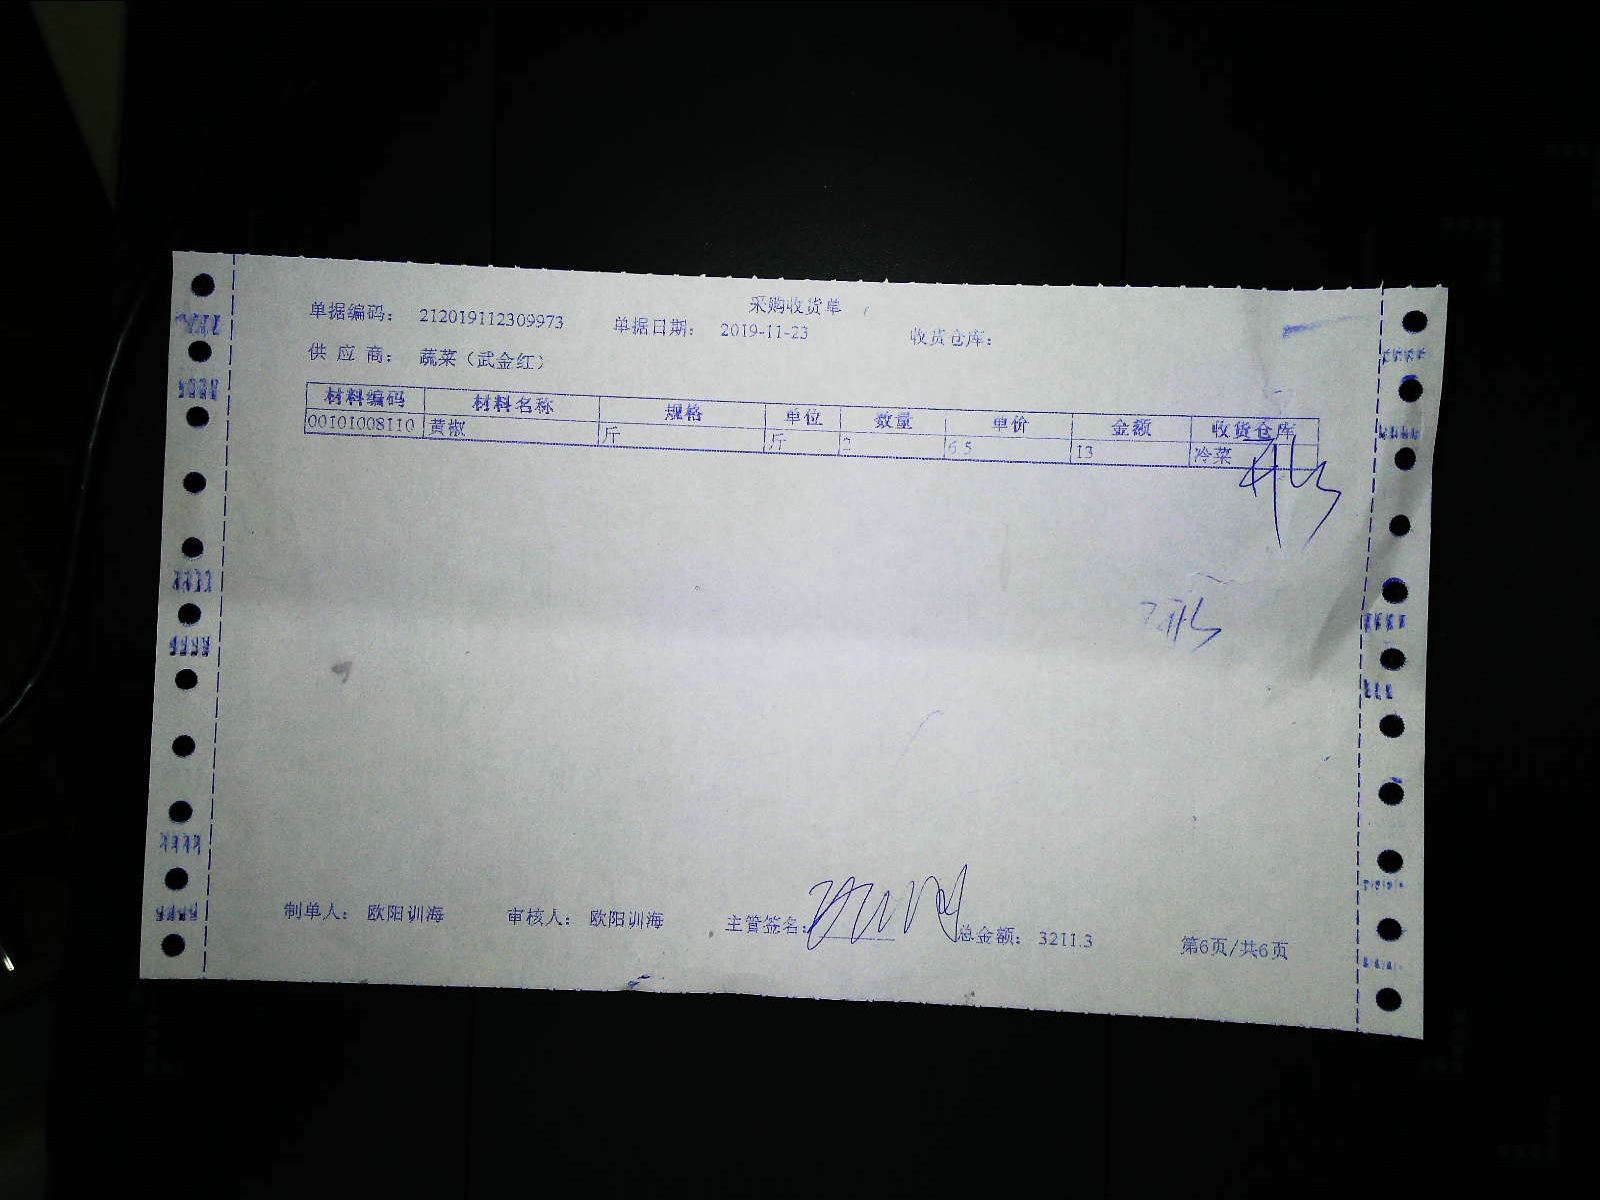 采购收货单
单据编码: 212019112309973 单据日期: 2019-11-23 收货仓库:
供 应 商: 蔬菜（武金红）
材料编码 材料名称 规格 单位 数量 单价 金额 收货仓库
00101008110 黄椒 斤 斤 2 6.5 13 冷菜
制单人: 欧阳训海 审核人: 欧阳训海 主管签名: 总金额: 3211.3 第6页/共6页